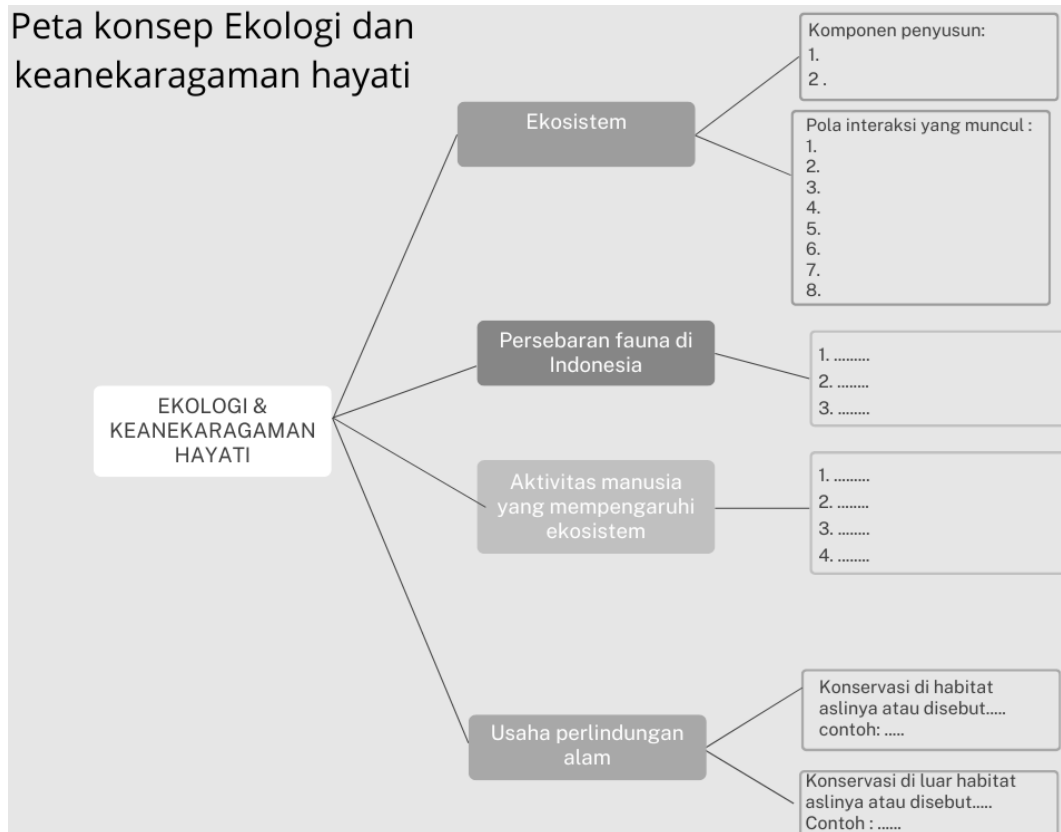 Peta konsep Ekologi dan
keanekaragaman hayati
EKOLOGI &
KEANEKARAGAMAN
HAYATI
Ekosistem
Komponen penyusun:
1.
2 .
Pola interaksi yang muncul :
1.
2.
3.
4.
5.
6.
7.
8.
Persebaran fauna di
Indonesia
1. .........
2. ........
3. ........
Aktivitas manusia
yang mempengaruhi
ekosistem
1. .........
2. ........
3. ........
4. ........
Usaha perlindungan
alam
Konservasi di habitat
aslinya atau disebut.....
contoh: .....
Konservasi di luar habitat
aslinya atau disebut.....
Contoh : ......